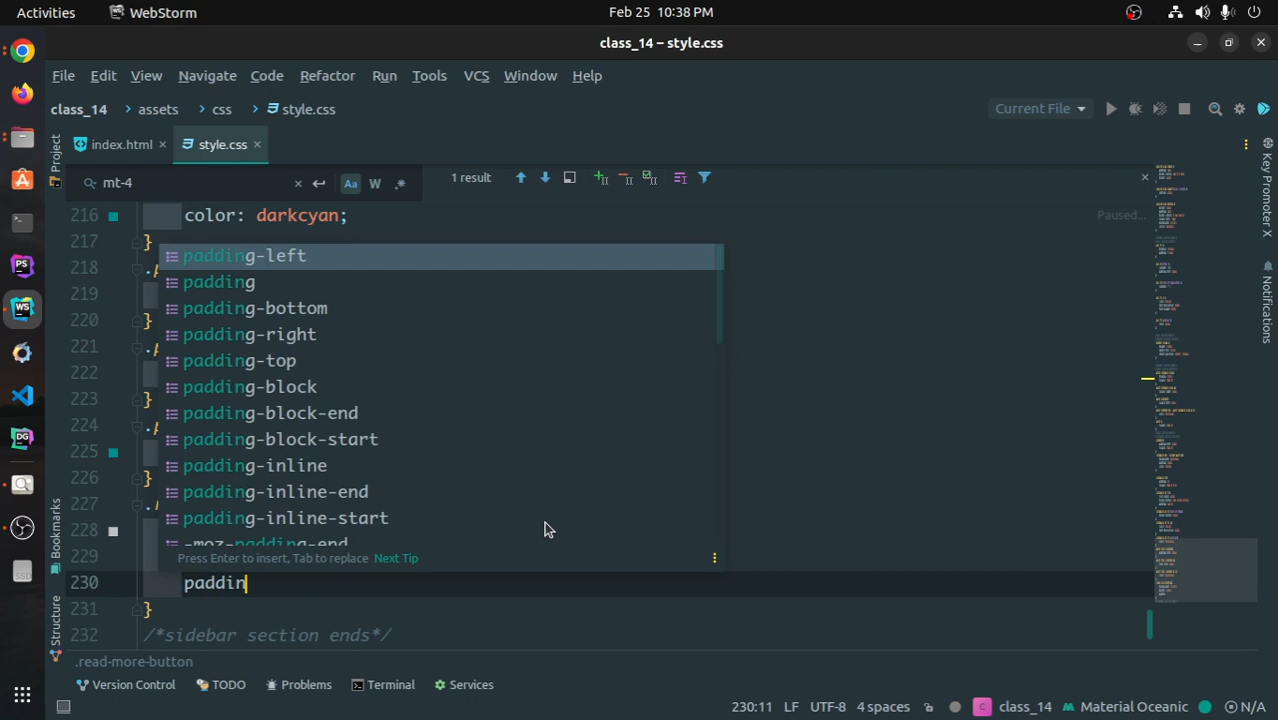 Activities WebStorm Feb 25 10:38 PM
class_14 – style.css
File Edit View Navigate Code Refactor Run Tools VCS Window Help
class_14 assets css style.css Current File
Project index.html style.css
mt-4 Aa W .* 1 result
216 color: darkcyan; Paused...
217 }
218 .p
219
220 }
221 .p
222
223 }
224 .p
225
226 }
227
228
229
padding-left
padding
padding-bottom
padding-right
padding-top
padding-block
padding-block-end
padding-block-start
padding-inline
padding-inline-end
padding-inline-start
-moz-padding-end
Press Enter to insert, Tab to replace Next Tip
230 paddin
231 }
232 /*sidebar section ends*/
.read-more-button
Version Control TODO Problems Terminal Services
230:11 LF UTF-8 4 spaces C class_14 Material Oceanic N/A
Bookmarks
Structure
Key Promoter X
Notifications
PS
WS
DG
SSD